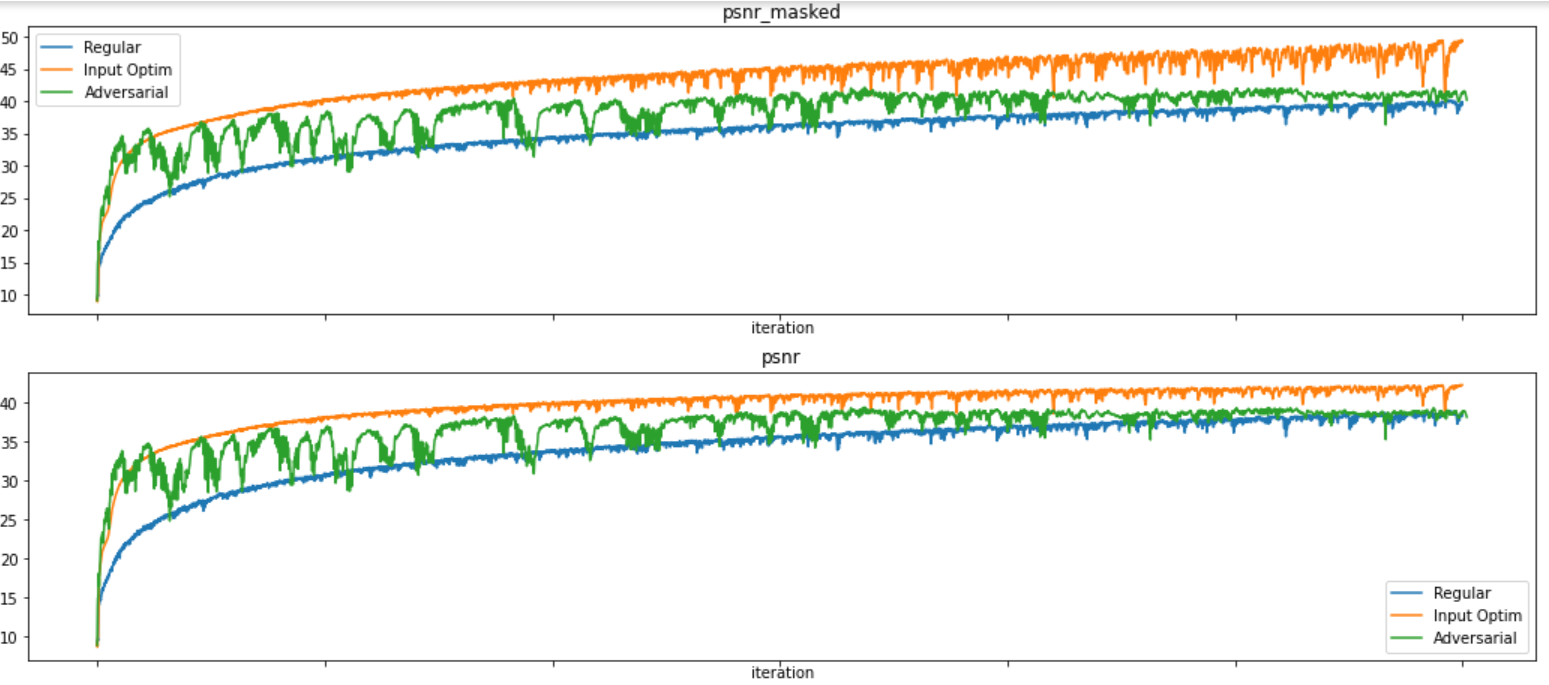 psnr_masked
50
45
40
35
30
25
20
15
10
Regular
Input Optim
Adversarial
iteration
psnr
40
35
30
25
20
15
10
Regular
Input Optim
Adversarial
iteration